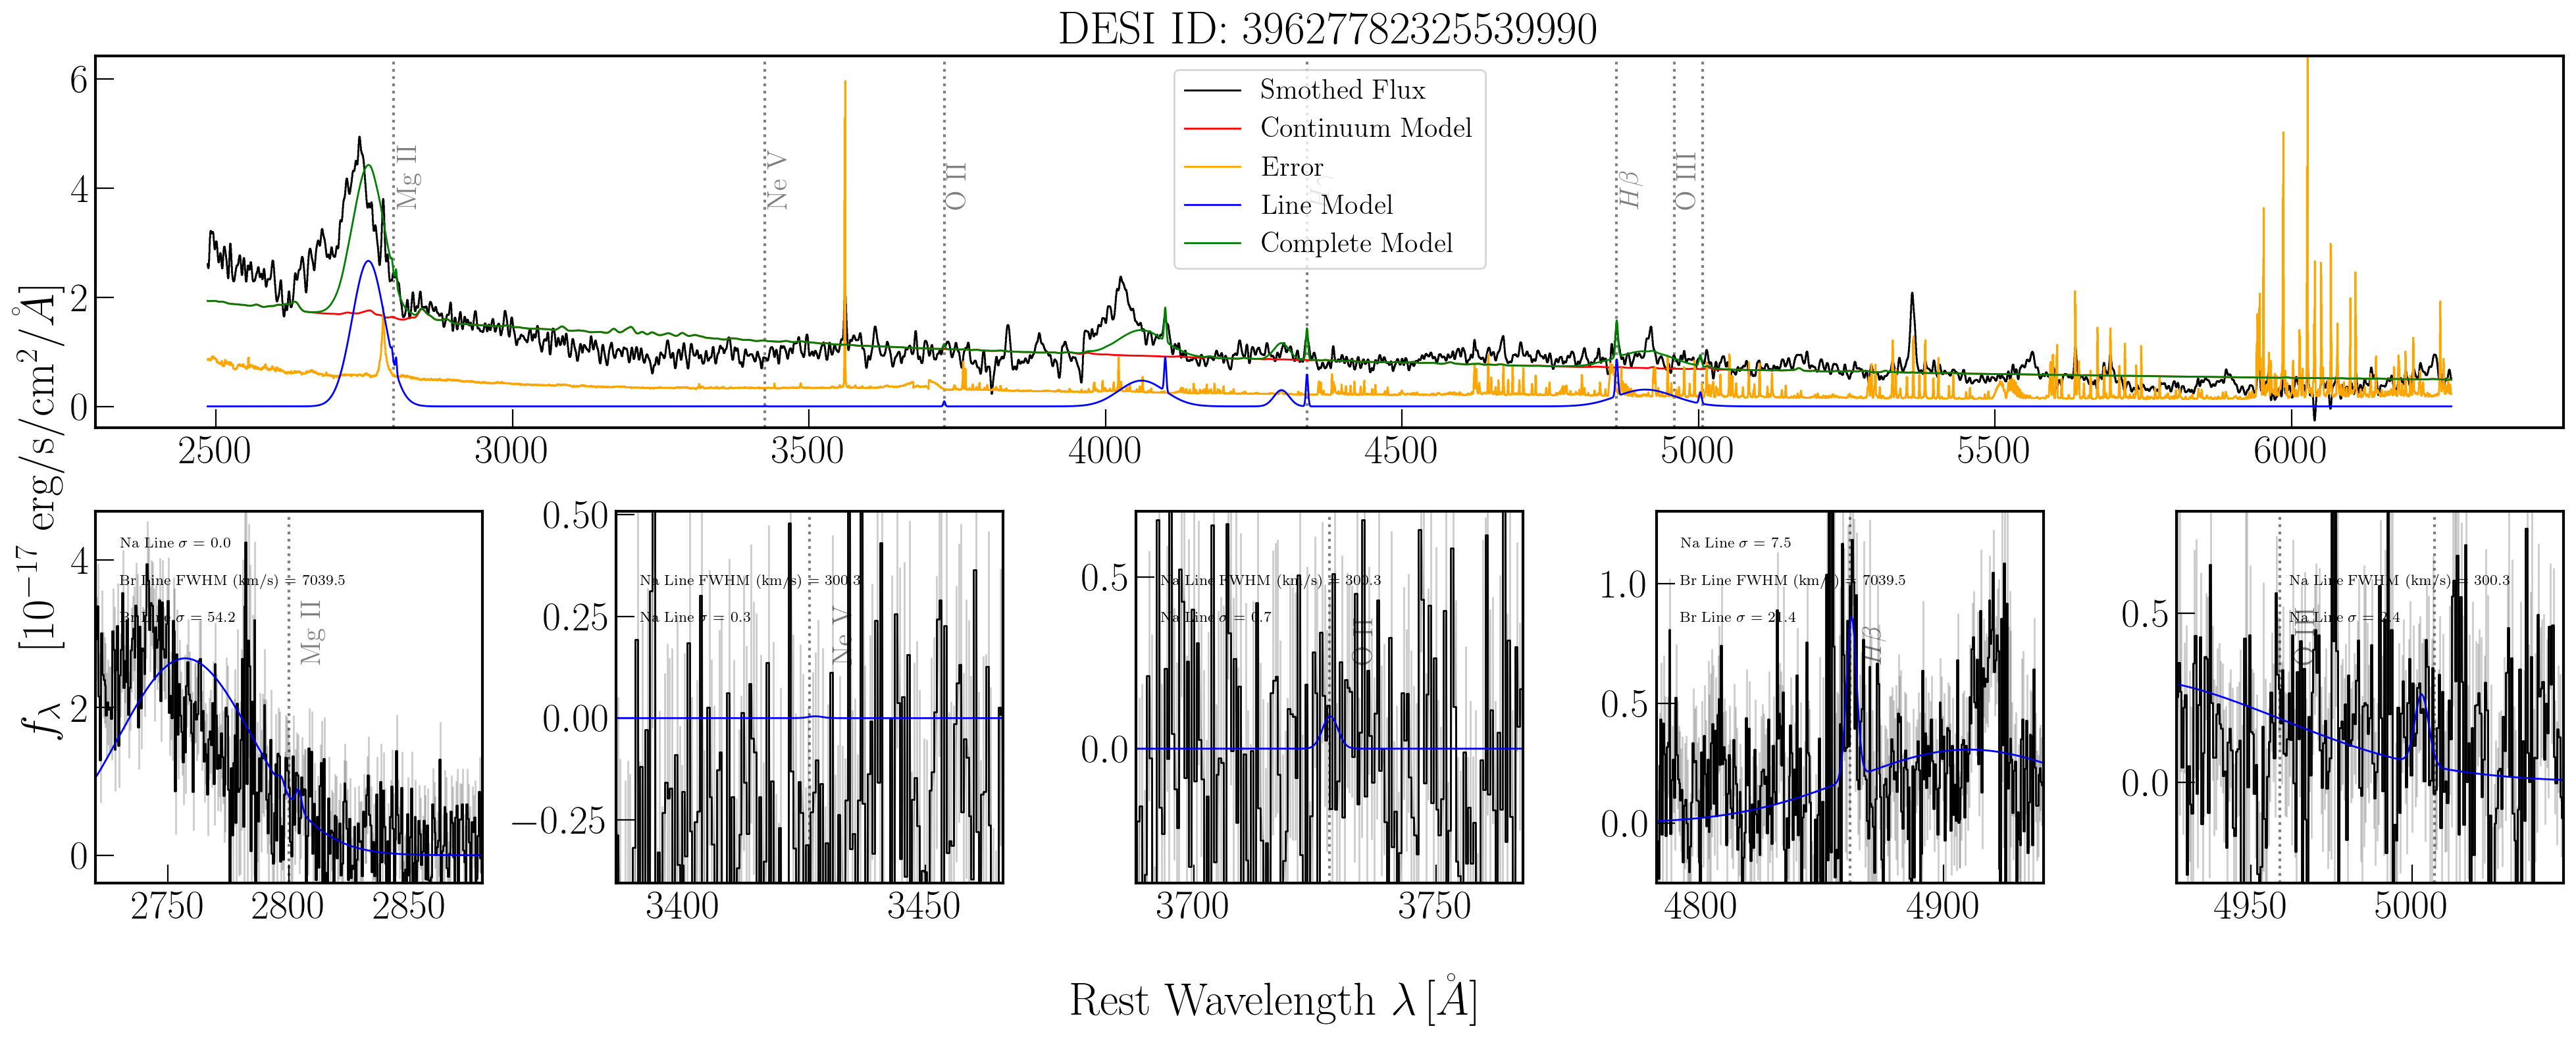 DESI ID: 39627782325539990
Smothed Flux
Continuum Model
Error
Line Model
Complete Model
Mg II
Ne V
O II
Hγ
Hβ
O III
6
4
2
0
2500 3000 3500 4000 4500 5000 5500 6000
f_λ [10^{-17} erg/s/cm^2/Å]
Na Line σ = 0.0
Br Line FWHM (km/s) = 7039.5
Br Line σ = 54.2
Mg II
4
2
0
2750 2800 2850
Na Line FWHM (km/s) = 300.3
Na Line σ = 0.3
Ne V
0.50
0.25
0.00
−0.25
3400 3450
Na Line FWHM (km/s) = 300.3
Na Line σ = 0.7
O II
0.5
0.0
3700 3750
Na Line σ = 7.5
Br Line FWHM (km/s) = 7039.5
Br Line σ = 21.4
Hβ
1.0
0.5
0.0
4800 4900
Na Line FWHM (km/s) = 300.3
Na Line σ = 2.4
O III
0.5
0.0
4950 5000
Rest Wavelength λ [Å]